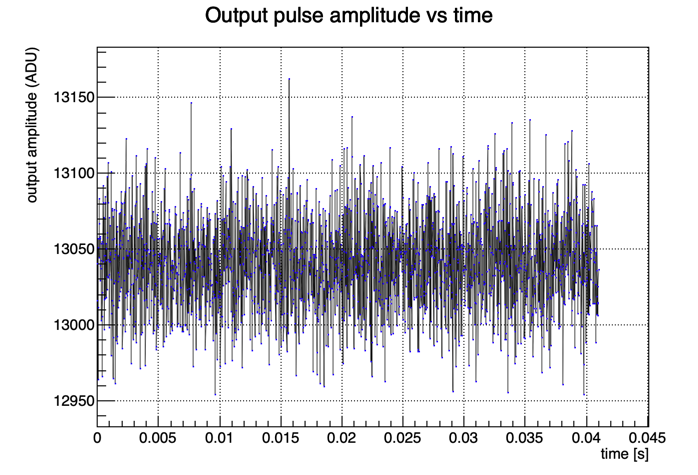 Output pulse amplitude vs time
output amplitude (ADU)
13150
13100
13050
13000
12950
0 0.005 0.01 0.015 0.02 0.025 0.03 0.035 0.04 0.045
time [s]